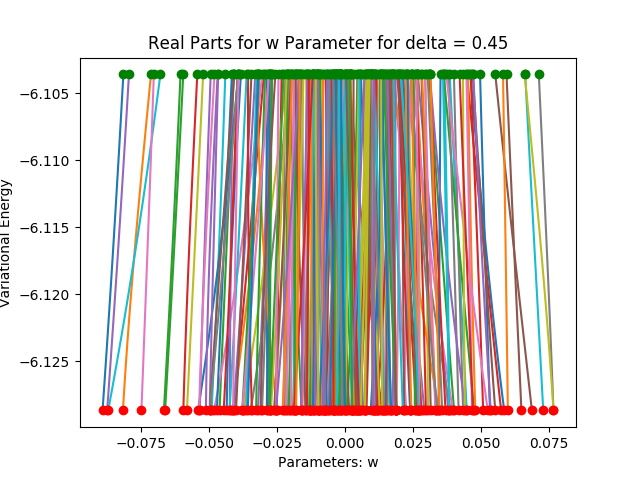 Real Parts for w Parameter for delta = 0.45
−6.105
−6.110
−6.115
−6.120
−6.125
Variational Energy
−0.075 −0.050 −0.025 0.000 0.025 0.050 0.075
Parameters: w